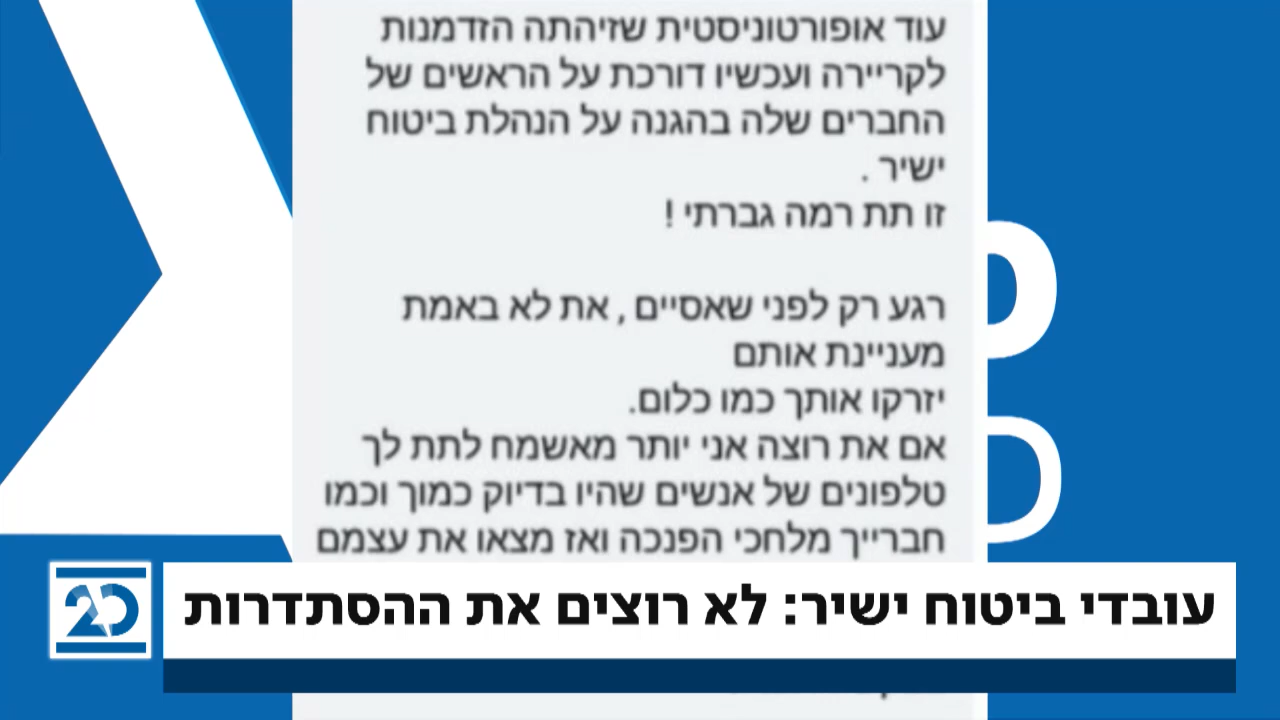 עוד אופורטוניסטית שזיהתה הזדמנות
לקריירה ועכשיו דורכת על הראשים של
החברים שלה בהגנה על הנהלת ביטוח
ישיר .
זו תת רמה גברתי !
רגע רק לפני שאסיים , את לא באמת
מעניינת אותם
יזרקו אותך כמו כלום.
אם את רוצה אני יותר מאשמח לתת לך
טלפונים של אנשים שהיו בדיוק כמוך וכמו
חברייך מלחכי הפנכה ואז מצאו את עצמם
עובדי ביטוח ישיר: לא רוצים את ההסתדרות
20